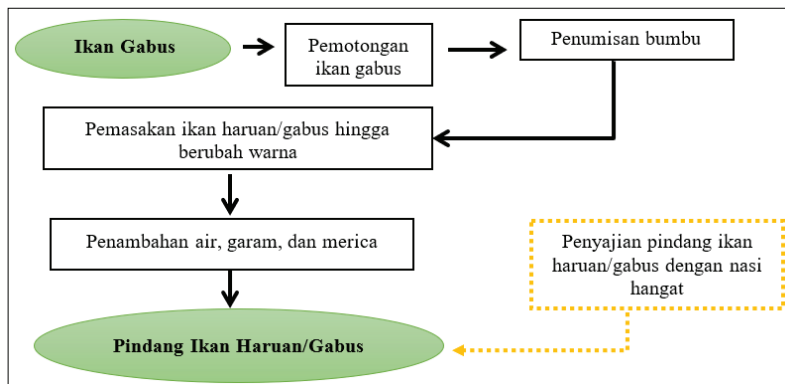 Ikan Gabus
Pemotongan
ikan gabus
Penumisan bumbu
Pemasakan ikan haruan/gabus hingga
berubah warna
Penambahan air, garam, dan merica
Penyajian pindang ikan
haruan/gabus dengan nasi
hangat
Pindang Ikan Haruan/Gabus